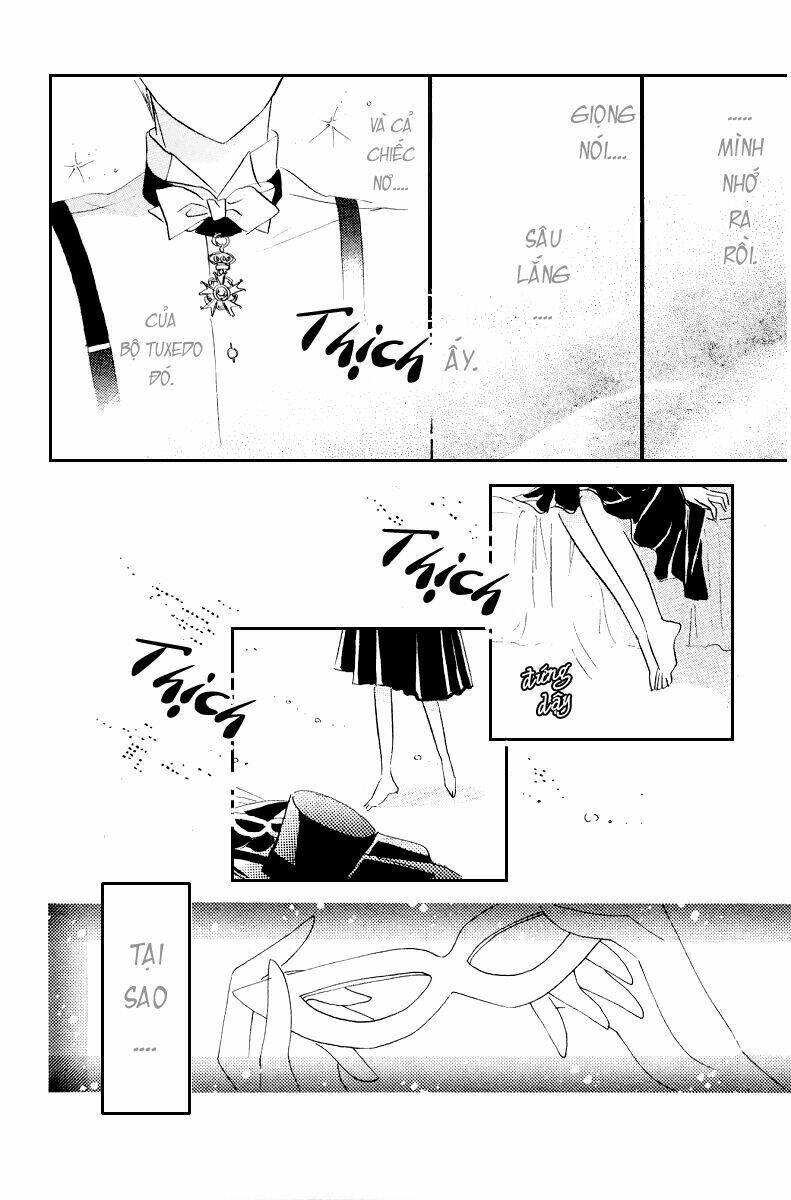 .....
MÌNH
NHỚ
RA
RỒI.
GIỌNG
NÓI....
SÂU
LẮNG
....
ẤY.
VÀ CẢ
CHIẾC
NƠ....
CỦA
BỘ TUXEDO
ĐÓ.
THỊCH
THỊCH
đứng
dậy
THỊCH
TẠI
SAO
....